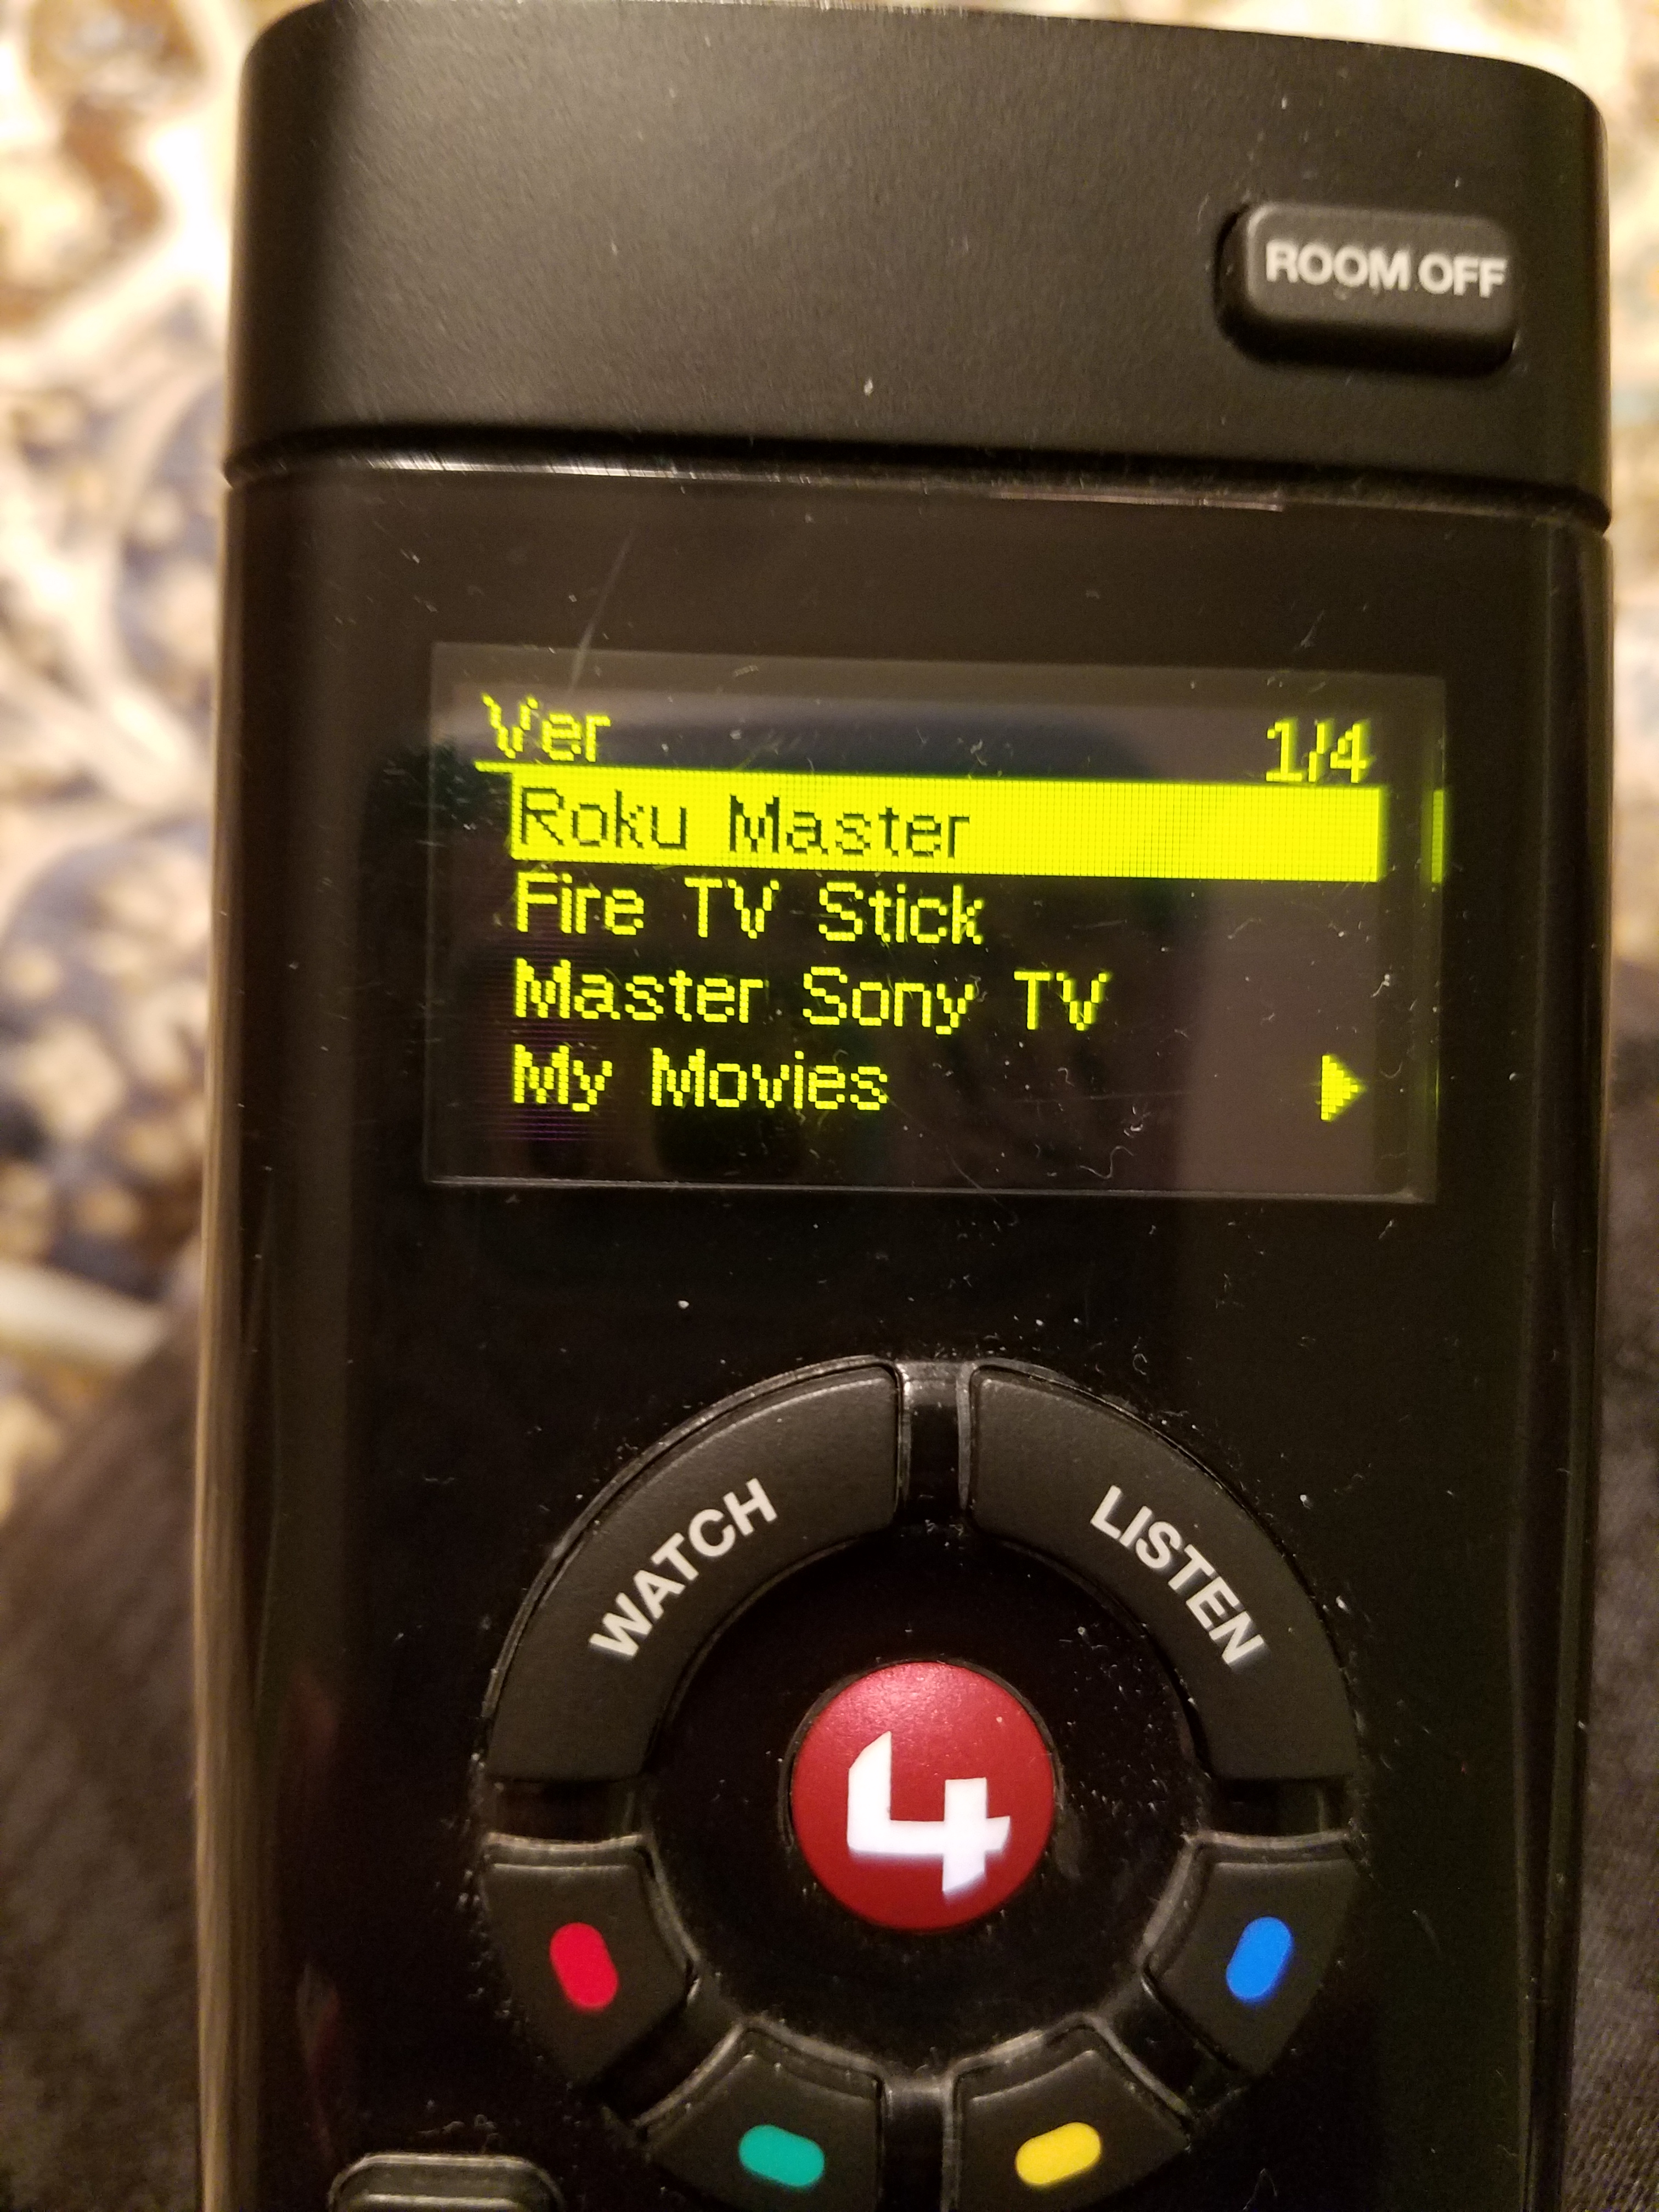 ROOM OFF
Ver 1/4
Roku Master
Fire TV Stick
Master Sony TV
My Movies
WATCH
LISTEN
4